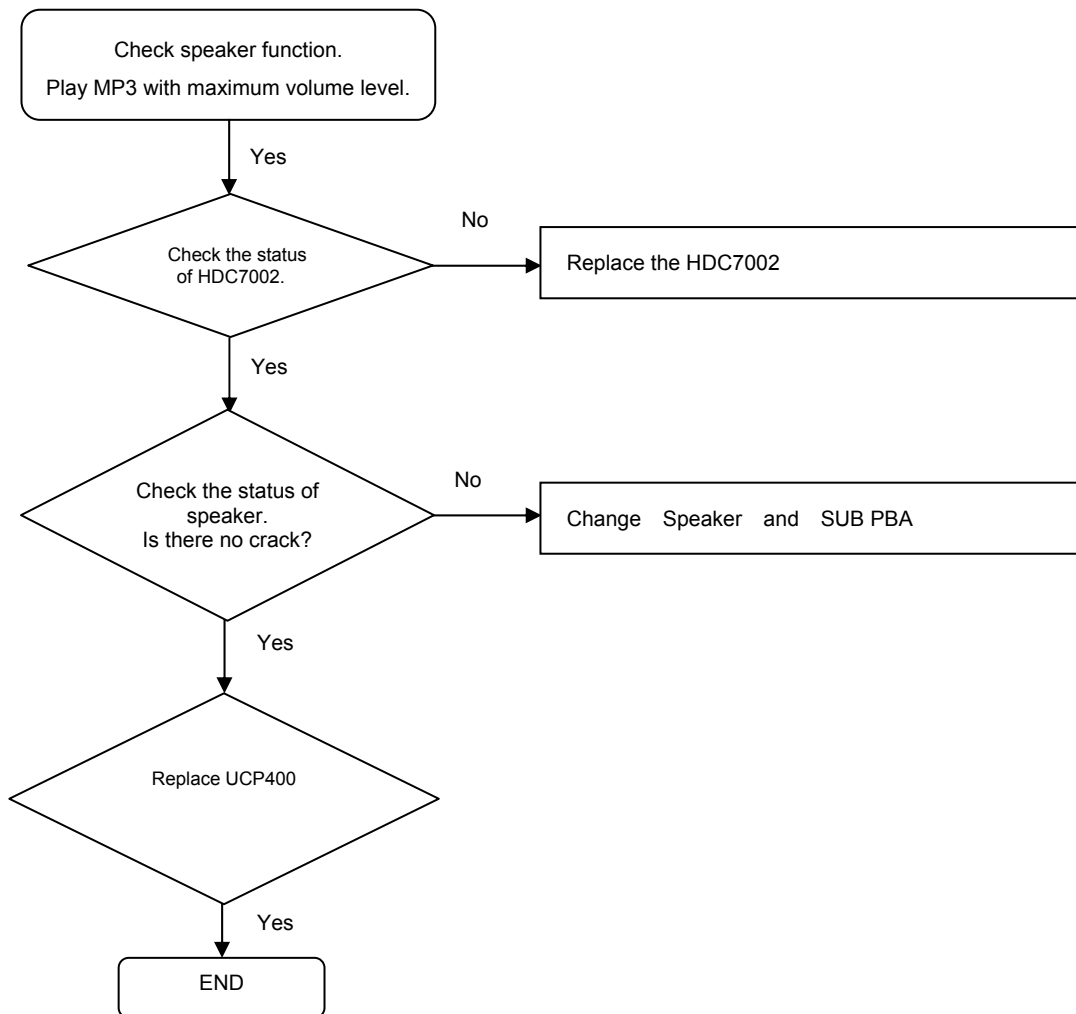 Check speaker function.
Play MP3 with maximum volume level.
Yes
Check the status
of HDC7002.
No
Replace the HDC7002
Yes
Check the status of
speaker.
Is there no crack?
No
Change Speaker and SUB PBA
Yes
Replace UCP400
Yes
END